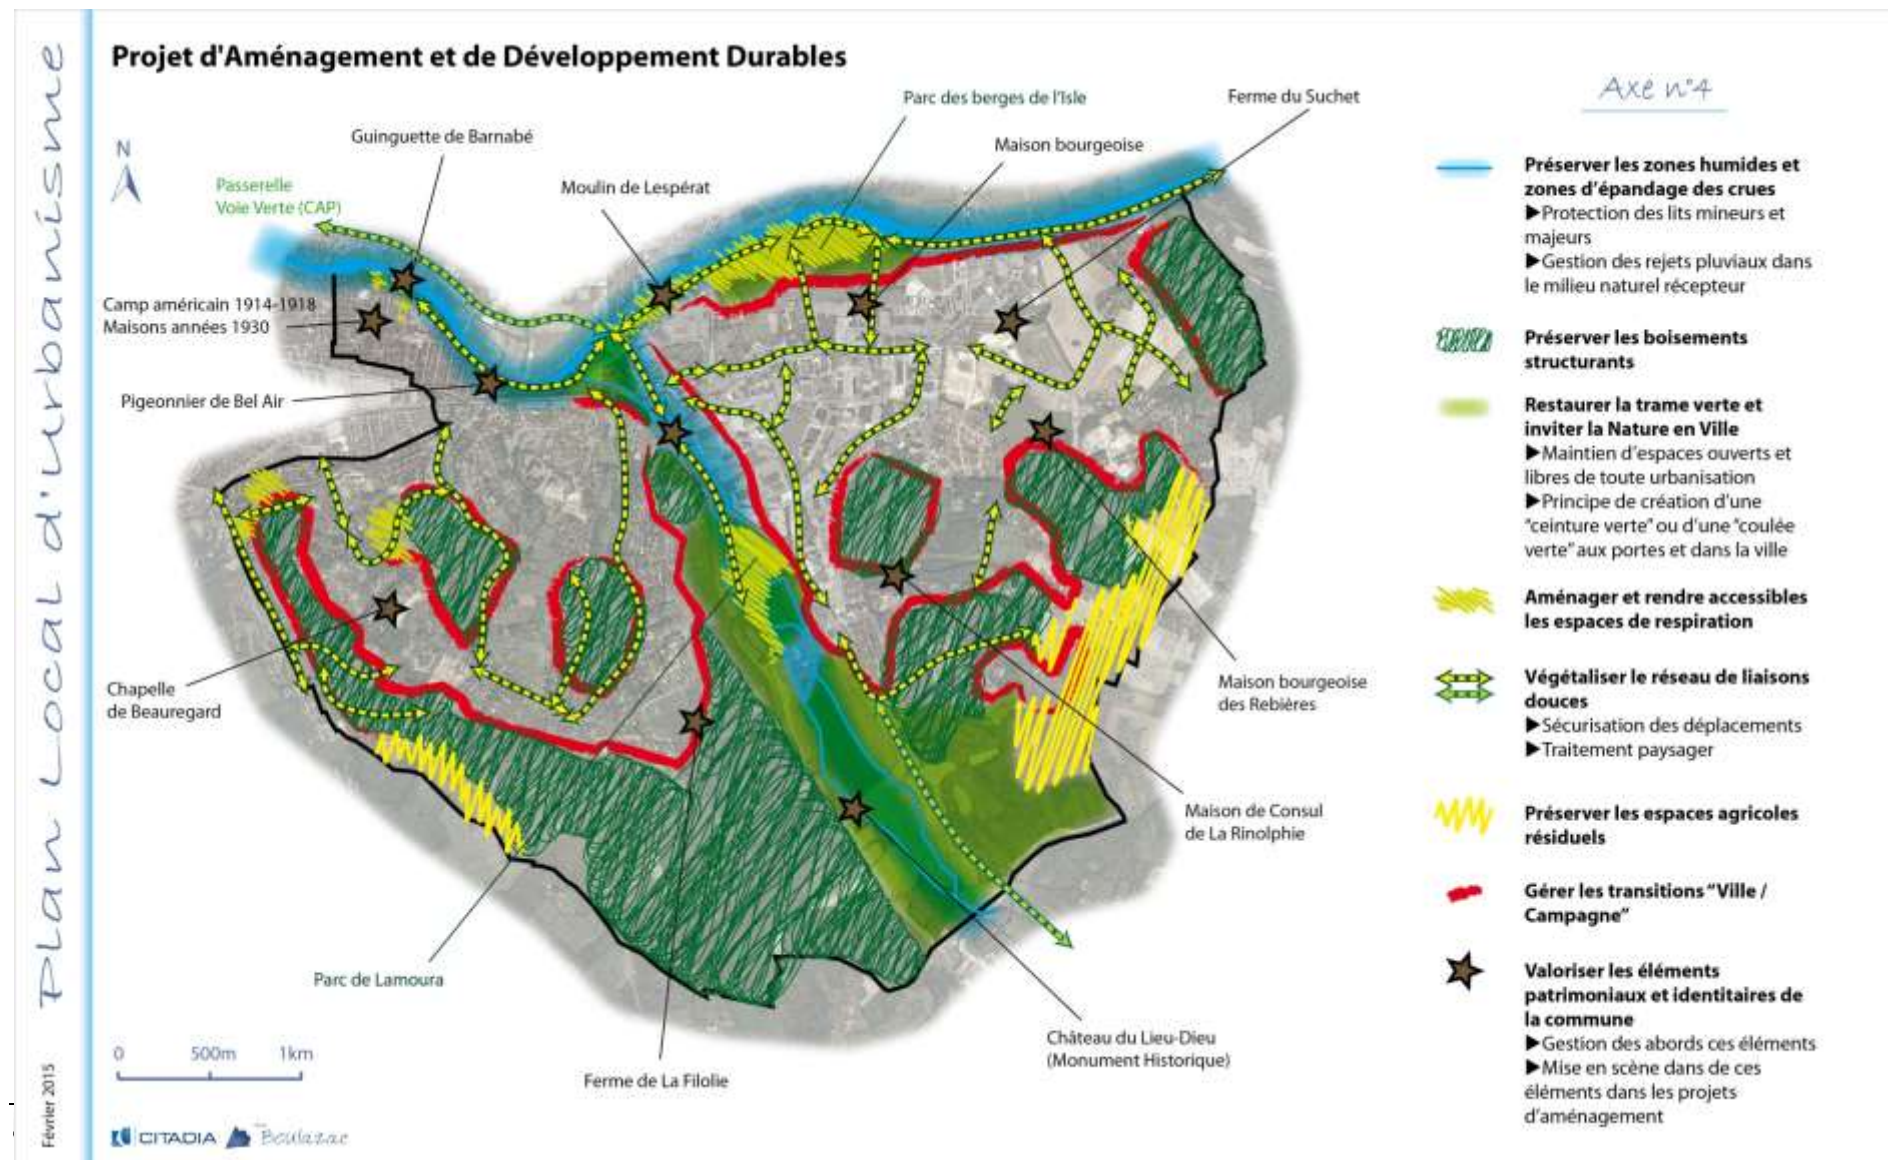 Plan Local d'urbanisme
Février 2015
Projet d'Aménagement et de Développement Durables
N
Passerelle
Voie Verte (CAP)
Guinguette de Barnabé
Moulin de Lespérat
Parc des berges de l'Isle
Maison bourgeoise
Ferme du Suchet
Camp américain 1914-1918
Maisons années 1930
Pigeonnier de Bel Air
Chapelle
de Beauregard
Parc de Lamoura
Ferme de La Filolie
Château du Lieu-Dieu
(Monument Historique)
Maison de Consul
de La Rinolphie
Maison bourgeoise
des Rebières
0 500m 1km
CITADIA Boulazac
Axe n°4
Préserver les zones humides et
zones d'épandage des crues
▶Protection des lits mineurs et
majeurs
▶Gestion des rejets pluviaux dans
le milieu naturel récepteur
Préserver les boisements
structurants
Restaurer la trame verte et
inviter la Nature en Ville
▶Maintien d'espaces ouverts et
libres de toute urbanisation
▶Principe de création d'une
"ceinture verte" ou d'une "coulée
verte" aux portes et dans la ville
Aménager et rendre accessibles
les espaces de respiration
Végétaliser le réseau de liaisons
douces
▶Sécurisation des déplacements
▶Traitement paysager
Préserver les espaces agricoles
résiduels
Gérer les transitions "Ville /
Campagne"
Valoriser les éléments
patrimoniaux et identitaires de
la commune
▶Gestion des abords ces éléments
▶Mise en scène dans de ces
éléments dans les projets
d'aménagement